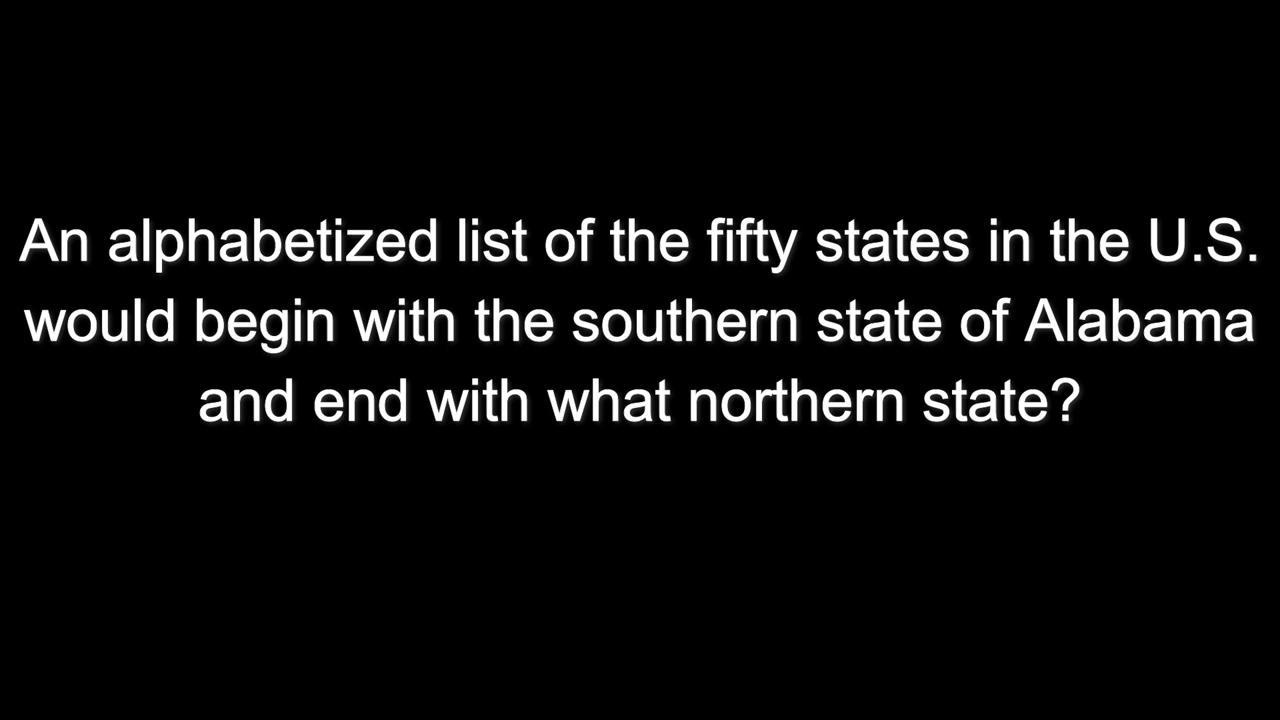 An alphabetized list of the fifty states in the U.S.
would begin with the southern state of Alabama
and end with what northern state?